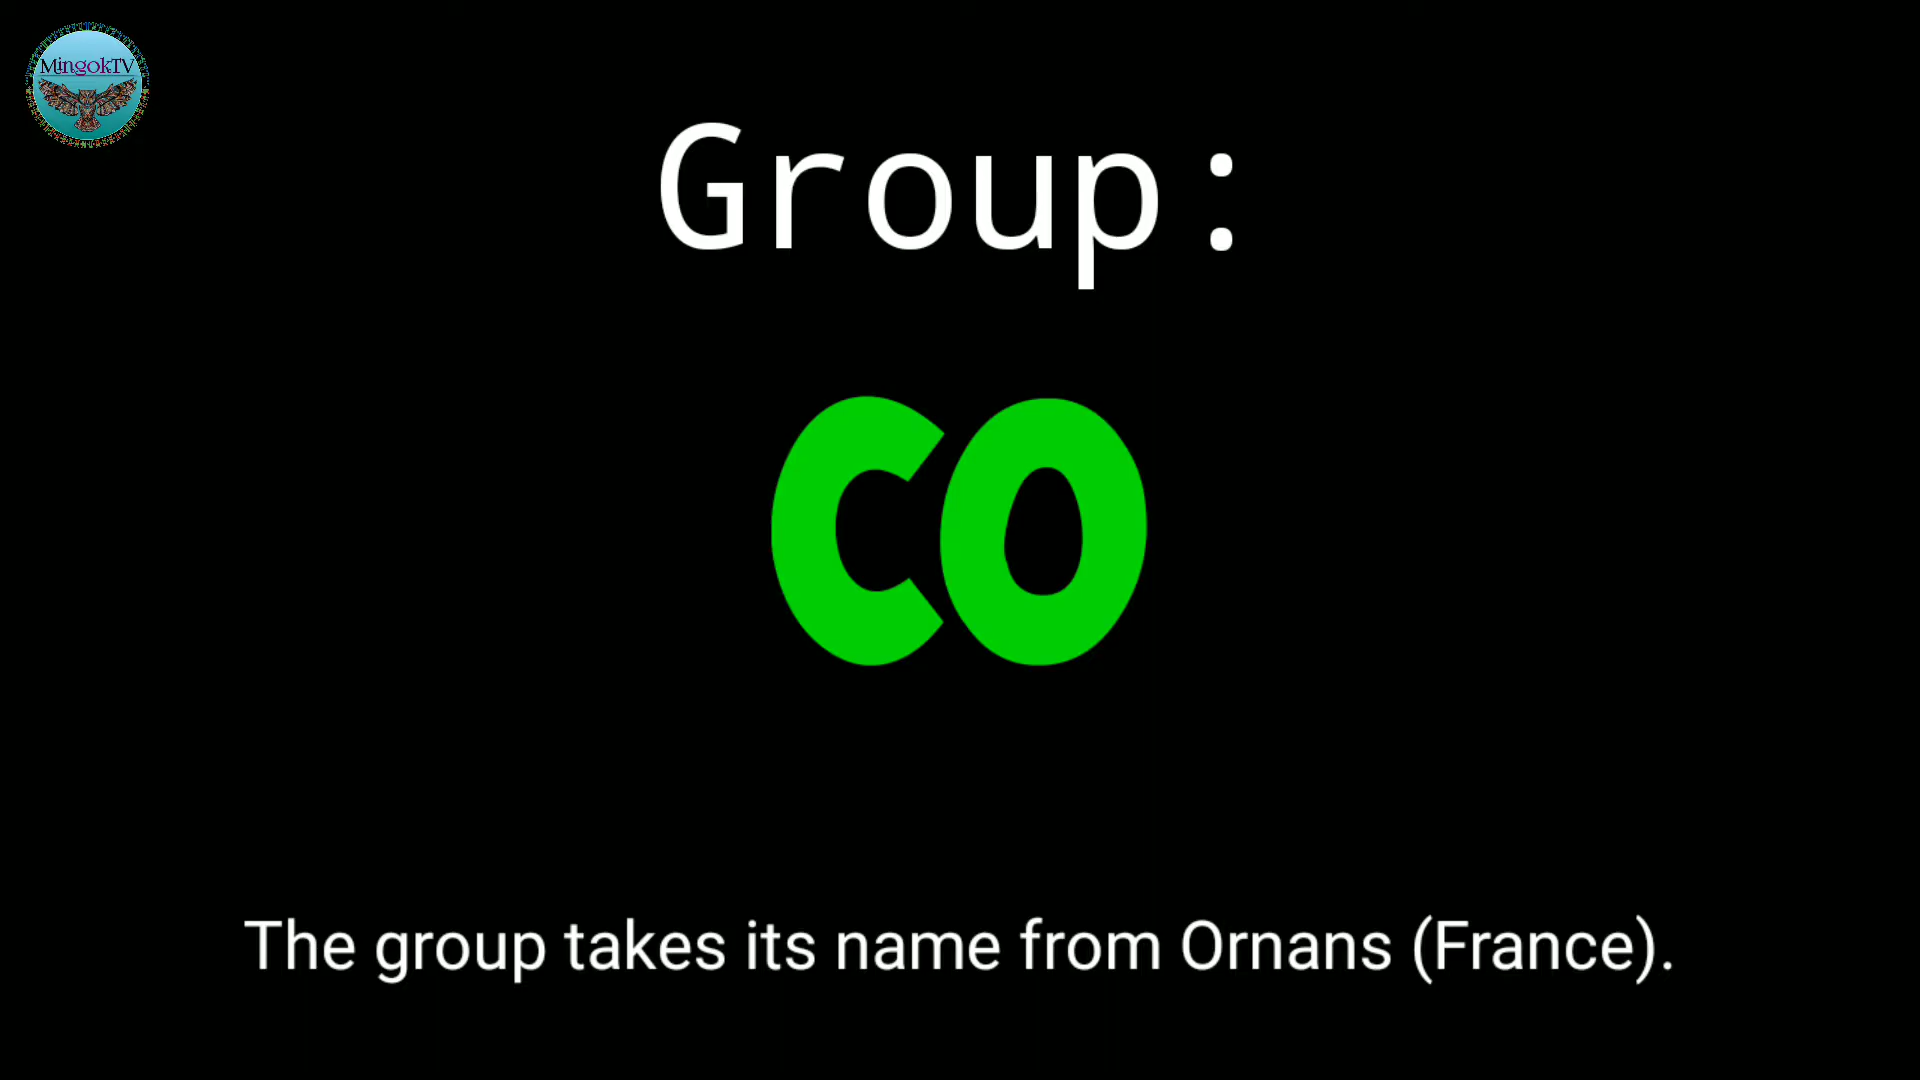 MingokTV
Group:
CO
The group takes its name from Ornans (France).